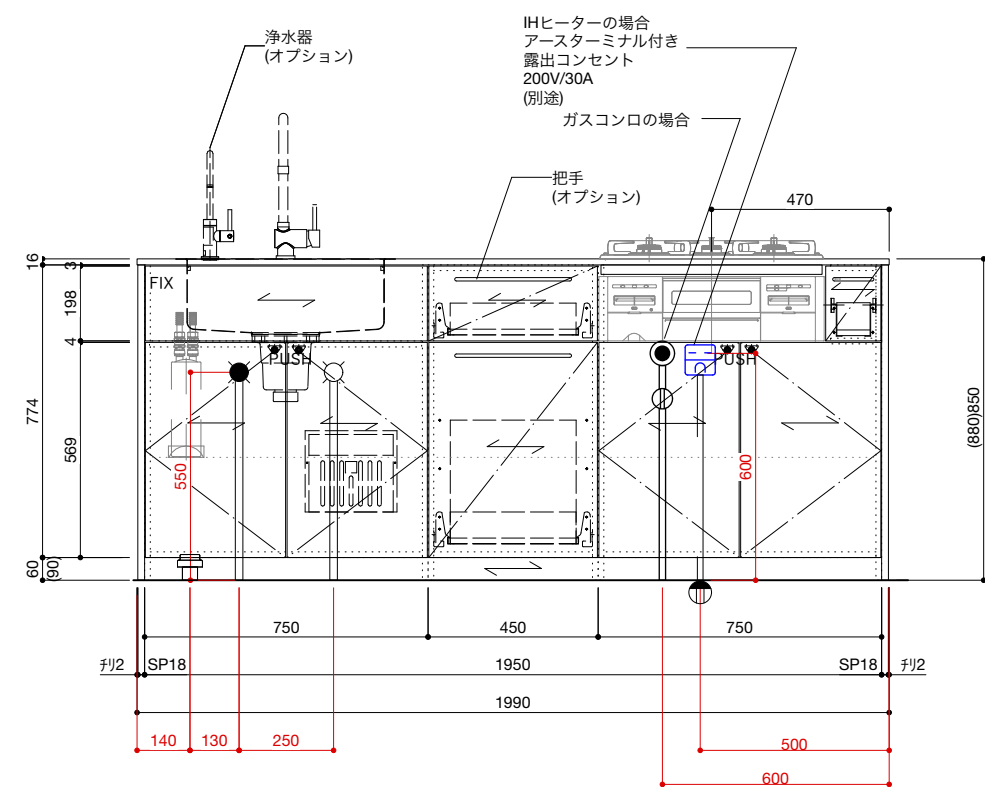 IHヒーターの場合
アースターミナル付き
露出コンセント
200V/30A
(別途)
浄水器
(オプション)
ガスコンロの場合
把手
(オプション)
470
16
3
FIX
198
4
PUSH
PUSH
774
569
550
600
(880)850
60
(90)
750
450
750
チリ2
SP18
1950
SP18
チリ2
1990
140
130
250
500
600